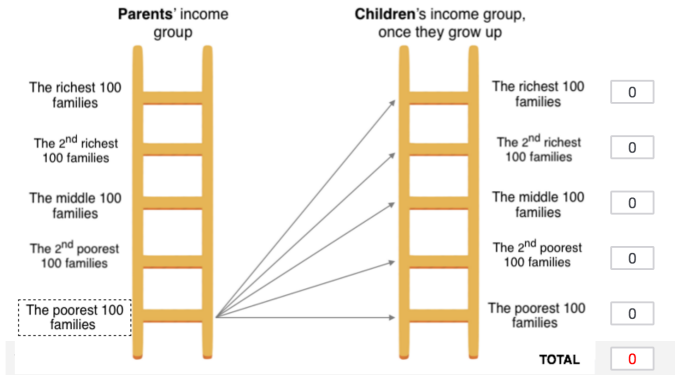 Parents' income
group
Children's income group,
once they grow up
The richest 100
families
The richest 100
families
0
The 2nd richest
100 families
The 2nd richest
100 families
0
The middle 100
families
The middle 100
families
0
The 2nd poorest
100 families
The 2nd poorest
100 families
0
The poorest 100
families
The poorest 100
families
0
TOTAL
0